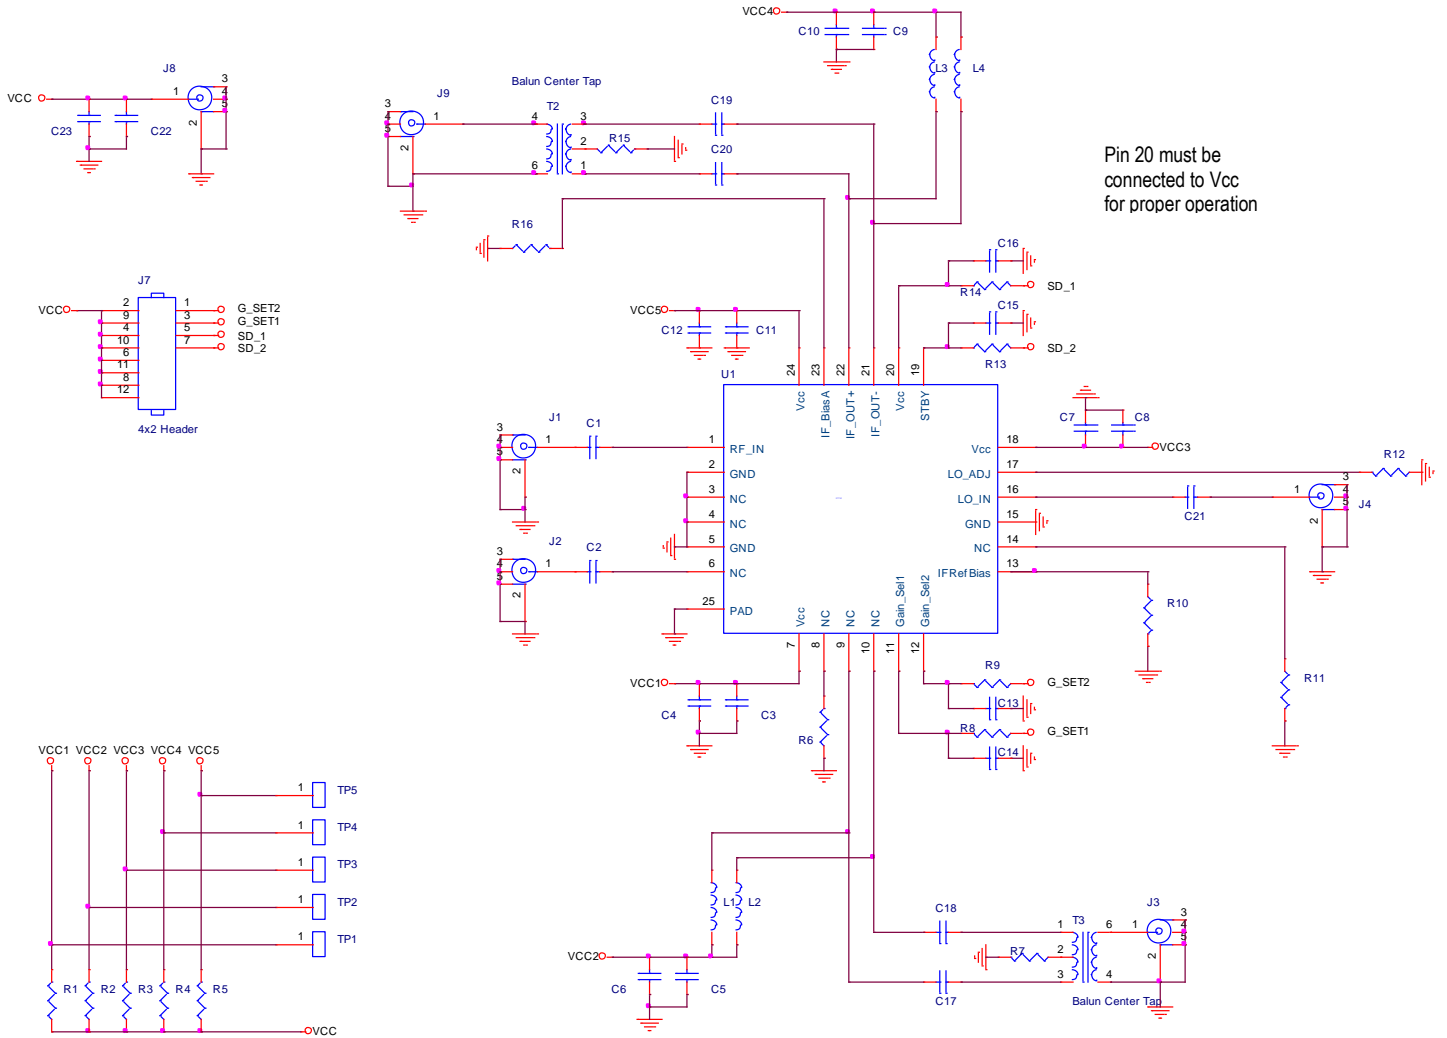 VCC4
C10
C9
L3
L4
J8
3
4
5
1
2
VCC
C23
C22
J9
3
4
5
1
2
Balun Center Tap
T2
4
6
3
2
1
R15
C19
C20
Pin 20 must be
connected to Vcc
for proper operation
R16
C16
R14
SD_1
C15
R13
SD_2
J7
VCC
2
9
4
10
6
11
8
12
1
3
5
7
G_SET2
G_SET1
SD_1
SD_2
4x2 Header
VCC5
C12
C11
U1
24
23
22
21
20
19
Vcc
IF_BiasA
IF_OUT+
IF_OUT-
Vcc
STBY
C7
C8
VCC3
J1
3
4
5
1
2
C1
1
RF_IN
2
GND
3
NC
4
NC
5
GND
6
NC
25
PAD
18
Vcc
17
LO_ADJ
16
LO_IN
15
GND
14
NC
13
IFRefBias
R12
C21
1
3
4
5
2
J4
J2
3
4
5
1
2
C2
R10
R11
Vcc
NC
NC
NC
Gain_Sel1
Gain_Sel2
7
8
9
10
11
12
VCC1
C4
C3
R6
R9
G_SET2
C13
R8
G_SET1
C14
VCC1
VCC2
VCC3
VCC4
VCC5
1
TP5
1
TP4
1
TP3
1
TP2
1
TP1
R1
R2
R3
R4
R5
VCC
L1
L2
VCC2
C6
C5
C18
C17
R7
1
2
3
T3
6
4
Balun Center Tap
J3
1
3
4
5
2